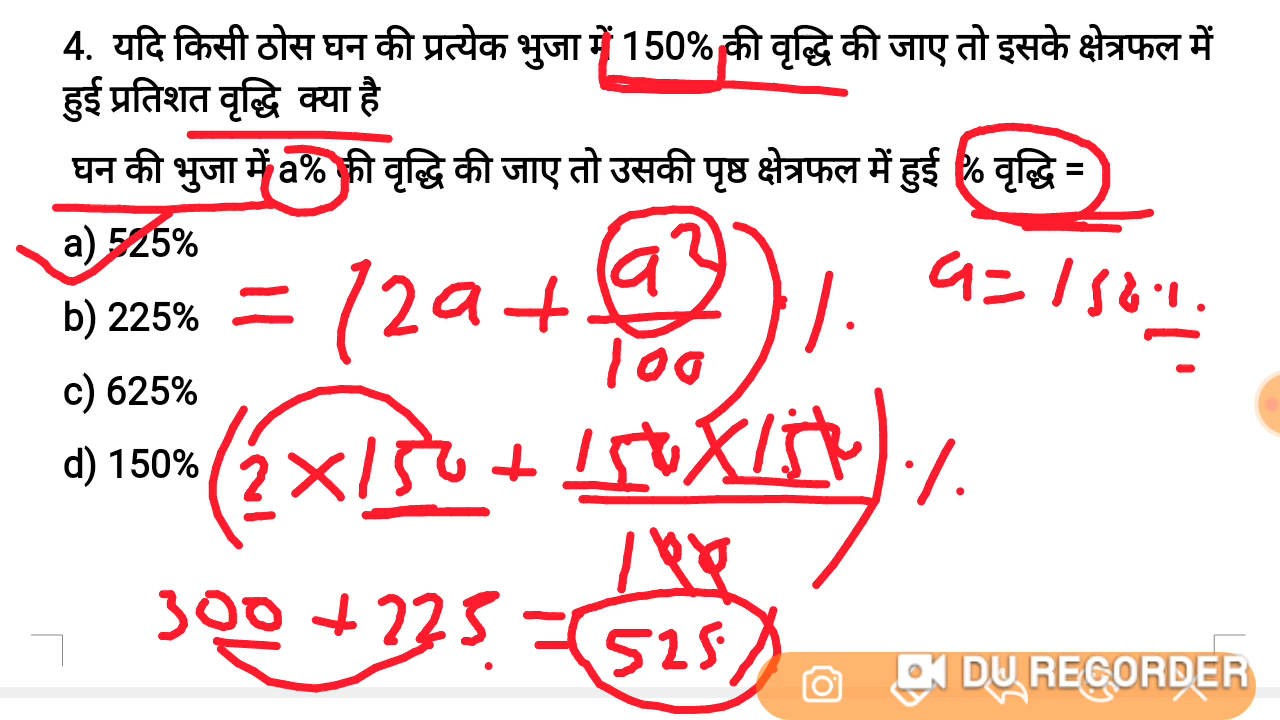 4. यदि किसी ठोस घन की प्रत्येक भुजा में 150% की वृद्धि की जाए तो इसके क्षेत्रफल में
हुई प्रतिशत वृद्धि क्या है
घन की भुजा में a% की वृद्धि की जाए तो उसकी पृष्ठ क्षेत्रफल में हुई % वृद्धि =
a) 525%
= (2a + a²/100) %
a = 150%
b) 225%
c) 625%
d) 150%
(2 × 150 + 150 × 150 / 100) %
300 + 225 = 525
DU RECORDER